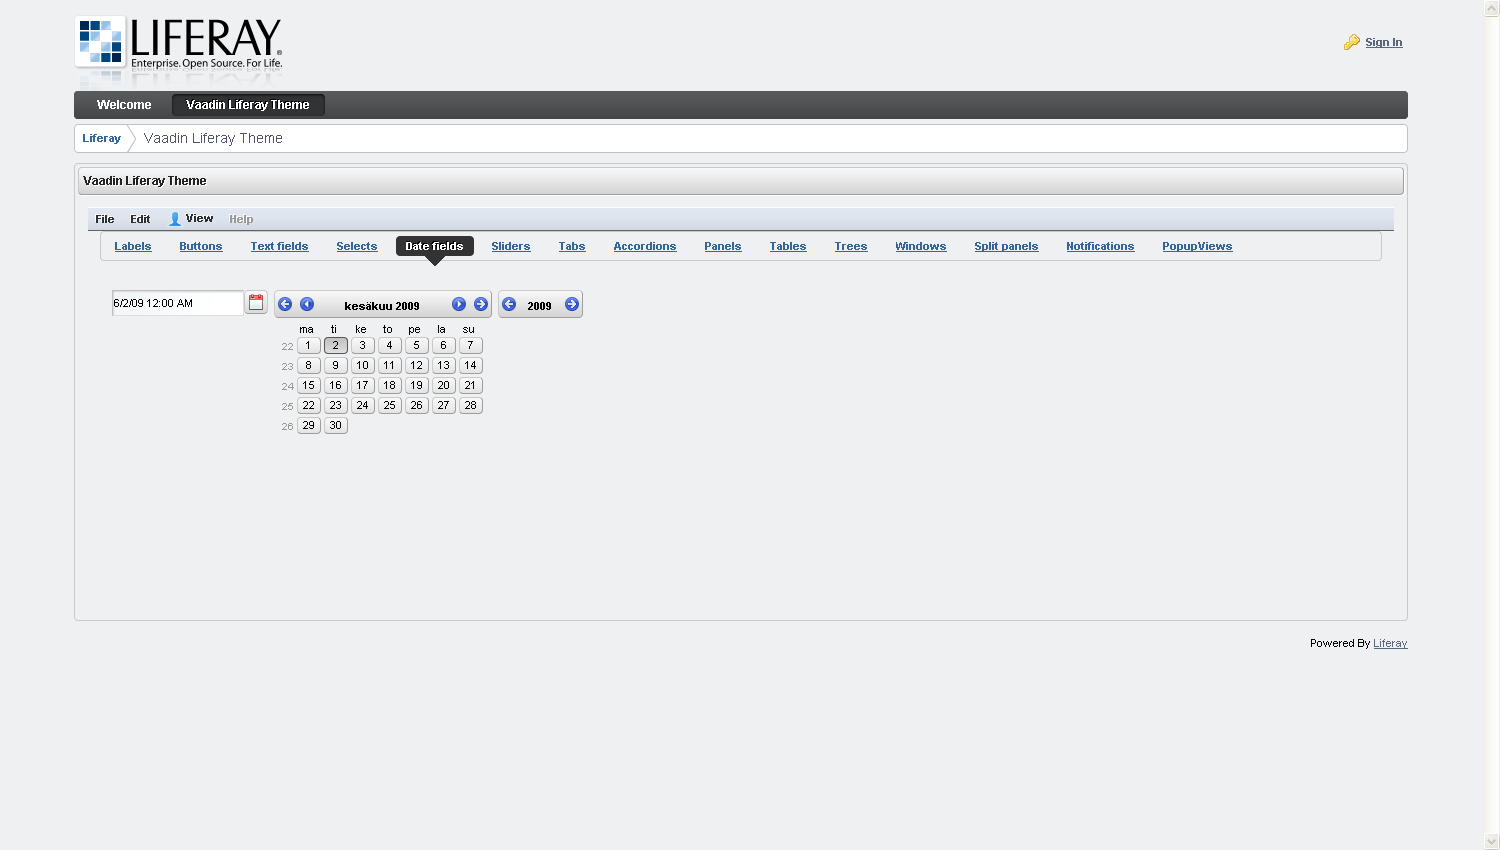 LIFERAY
Enterprise. Open Source. For Life.
Sign In
Welcome Vaadin Liferay Theme
Liferay Vaadin Liferay Theme
Vaadin Liferay Theme
File Edit View Help
Labels Buttons Text fields Selects Date fields Sliders Tabs Accordions Panels Tables Trees Windows Split panels Notifications PopupViews
6/2/09 12:00 AM kesäkuu 2009 2009
ma ti ke to pe la su
22 1 2 3 4 5 6 7
23 8 9 10 11 12 13 14
24 15 16 17 18 19 20 21
25 22 23 24 25 26 27 28
26 29 30
Powered By Liferay